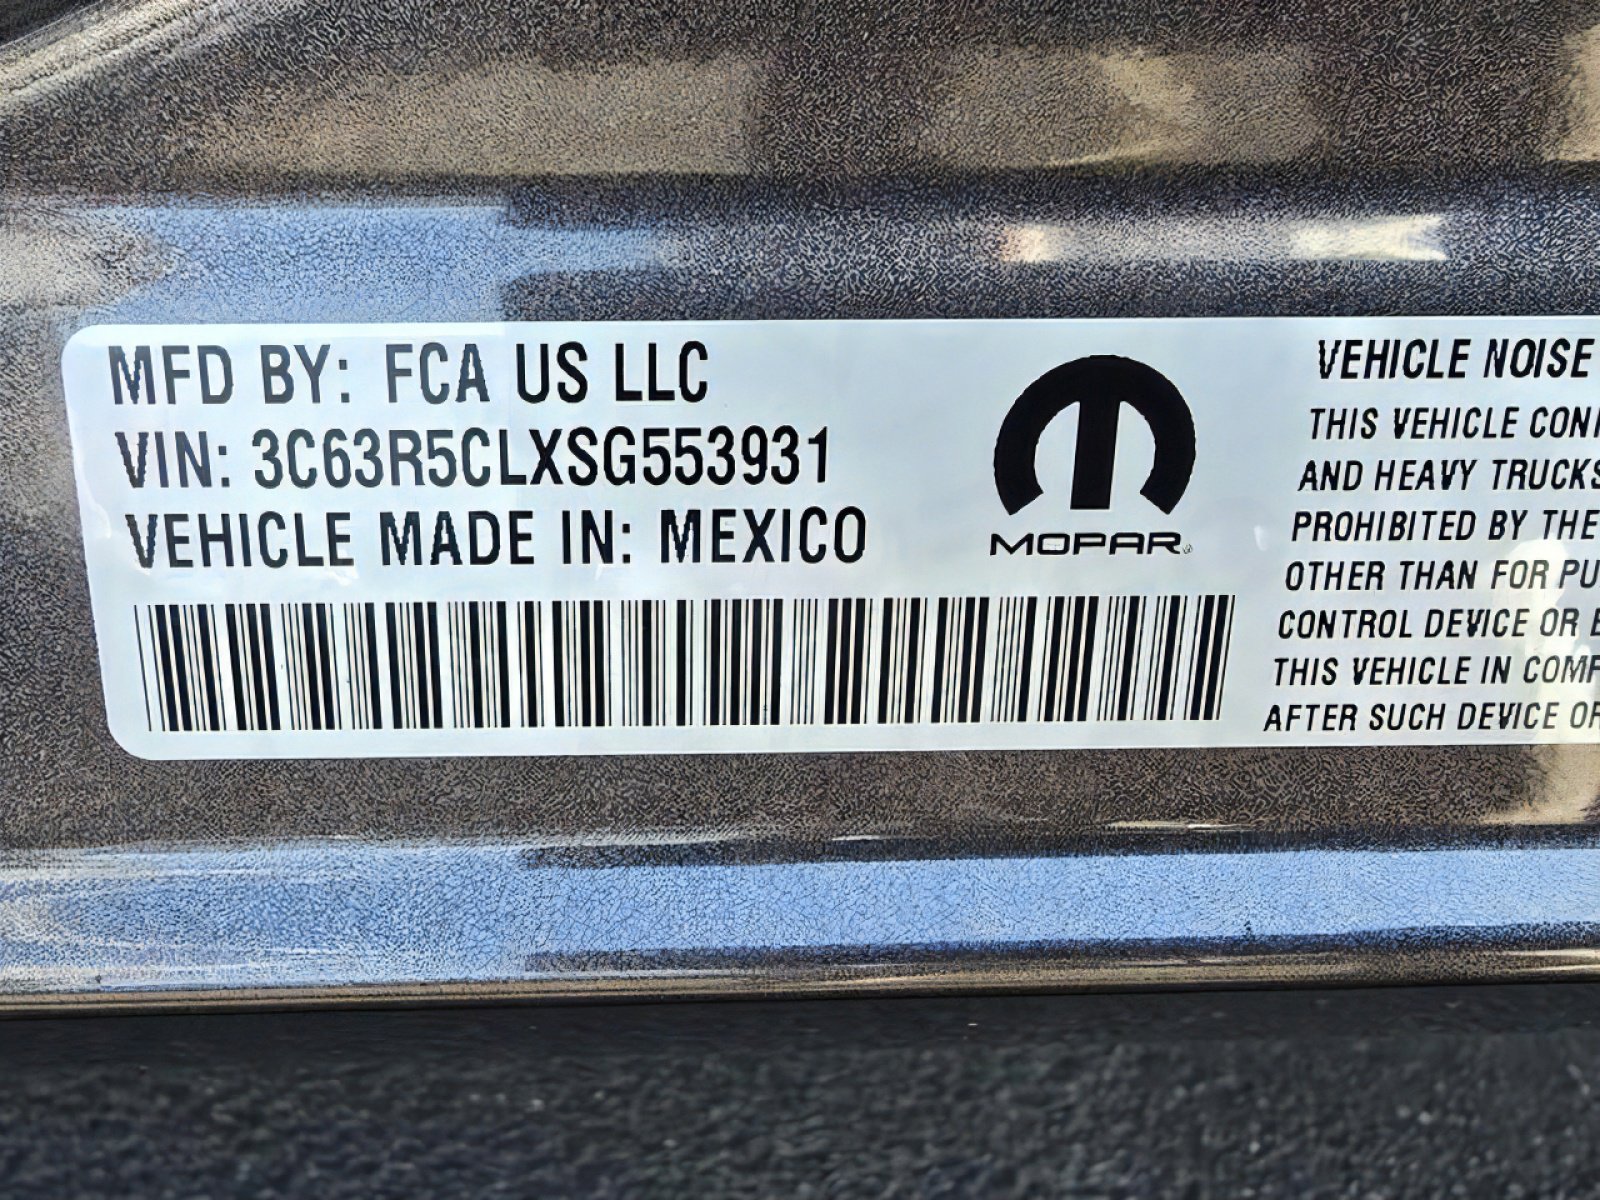 MFD BY: FCA US LLC
VIN: 3C63R5CLXSG553931
VEHICLE MADE IN: MEXICO
MOPAR
VEHICLE NOISE
THIS VEHICLE CON
AND HEAVY TRUCKS
PROHIBITED BY THE
OTHER THAN FOR PU
CONTROL DEVICE OR E
THIS VEHICLE IN COMP
AFTER SUCH DEVICE OR